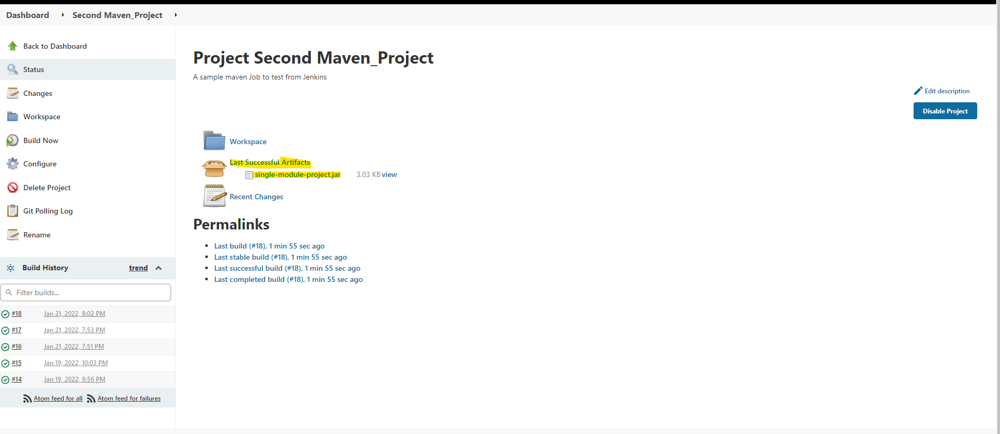 Dashboard Second Maven_Project
Back to Dashboard
Status
Changes
Workspace
Build Now
Configure
Delete Project
Git Polling Log
Rename
Build History trend
Filter builds...
#18 Jan 21, 2022, 8:02 PM
#17 Jan 21, 2022, 7:53 PM
#16 Jan 21, 2022, 7:51 PM
#15 Jan 19, 2022, 10:03 PM
#14 Jan 19, 2022, 9:56 PM
Atom feed for all Atom feed for failures
Project Second Maven_Project
A sample maven Job to test from Jenkins
Edit description
Disable Project
Workspace
Last Successful Artifacts
single-module-project.jar 3.03 KB view
Recent Changes
Permalinks
Last build (#18), 1 min 55 sec ago
Last stable build (#18), 1 min 55 sec ago
Last successful build (#18), 1 min 55 sec ago
Last completed build (#18), 1 min 55 sec ago